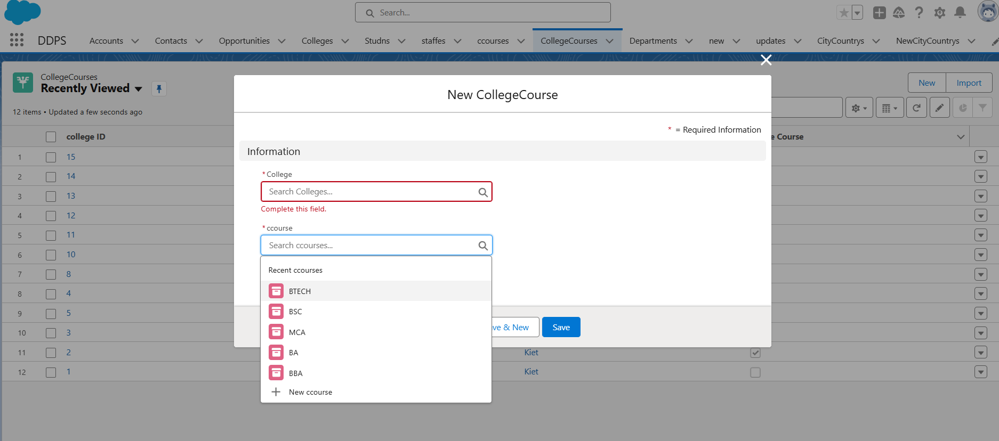 Search...
DDPS
Accounts
Contacts
Opportunities
Colleges
Studns
staffes
ccourses
CollegeCourses
Departments
new
updates
CityCountrys
NewCityCountrys
CollegeCourses
Recently Viewed
New
Import
12 items • Updated a few seconds ago
college ID
e Course
1 15
2 14
3 13
4 12
5 11
6 10
7 8
8 4
9 5
10 3
11 2 Kiet
12 1 Kiet
New CollegeCourse
* = Required Information
Information
*College
Search Colleges...
Complete this field.
*ccourse
Search ccourses...
Recent ccourses
BTECH
BSC
MCA
BA
BBA
New ccourse
ve & New
Save